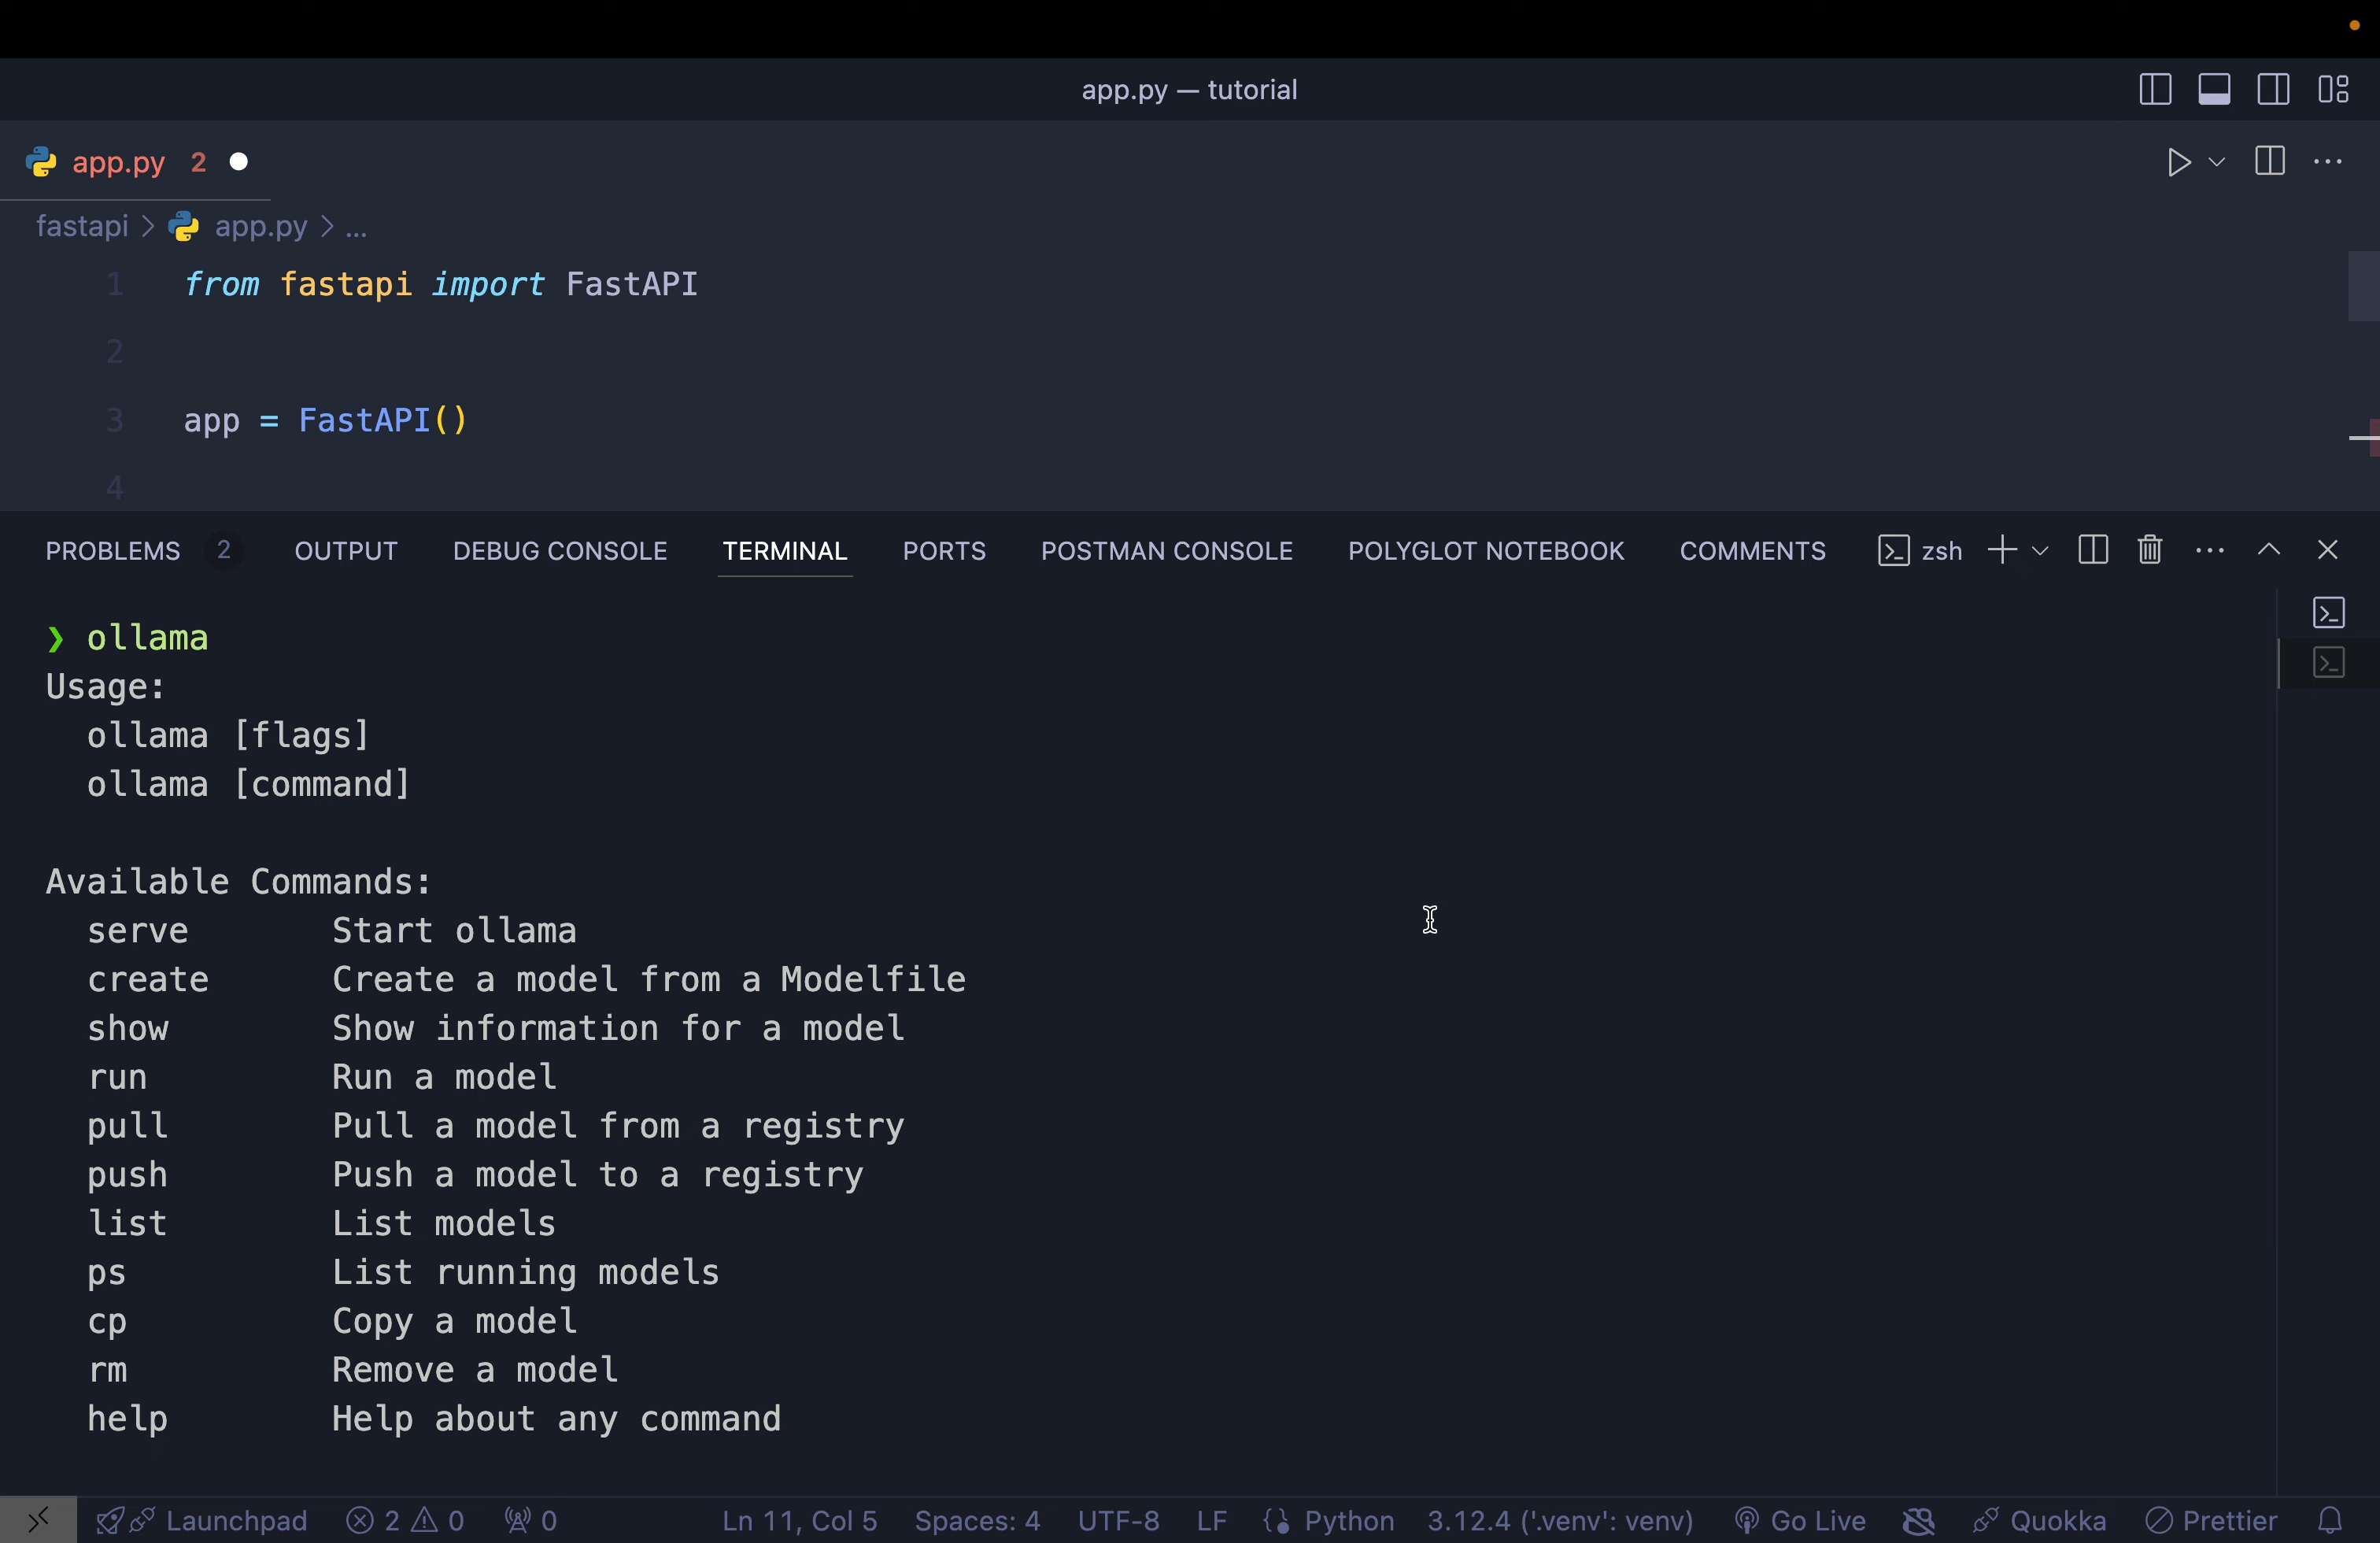 app.py — tutorial
app.py 2
fastapi > app.py > ...
1 from fastapi import FastAPI
2
3 app = FastAPI()
4
PROBLEMS 2 OUTPUT DEBUG CONSOLE TERMINAL PORTS POSTMAN CONSOLE POLYGLOT NOTEBOOK COMMENTS zsh
❯ ollama
Usage:
  ollama [flags]
  ollama [command]
Available Commands:
  serve       Start ollama
  create      Create a model from a Modelfile
  show        Show information for a model
  run         Run a model
  pull        Pull a model from a registry
  push        Push a model to a registry
  list        List models
  ps          List running models
  cp          Copy a model
  rm          Remove a model
  help        Help about any command
Launchpad 2 0 0 Ln 11, Col 5 Spaces: 4 UTF-8 LF Python 3.12.4 ('.venv': venv) Go Live Quokka Prettier